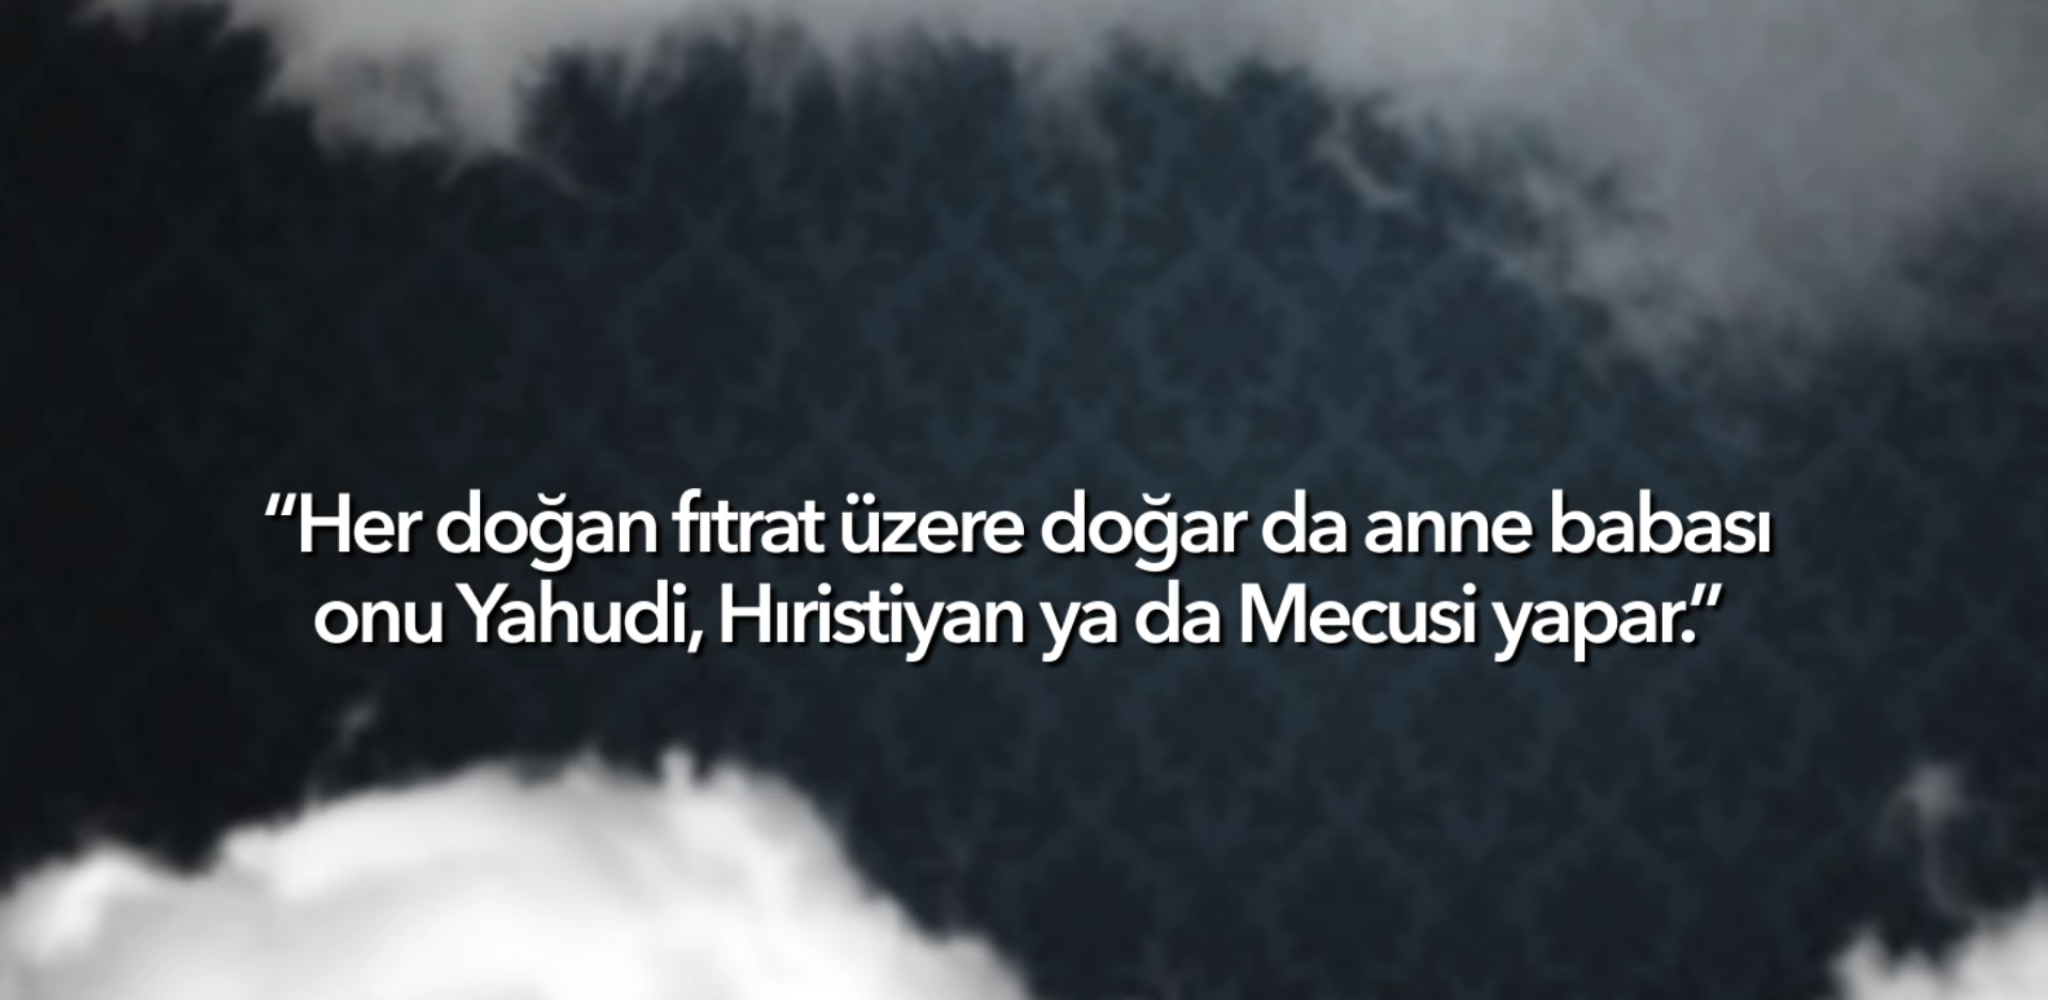 “Her doğan fıtrat üzere doğar da anne babası
onu Yahudi, Hıristiyan ya da Mecusi yapar.”